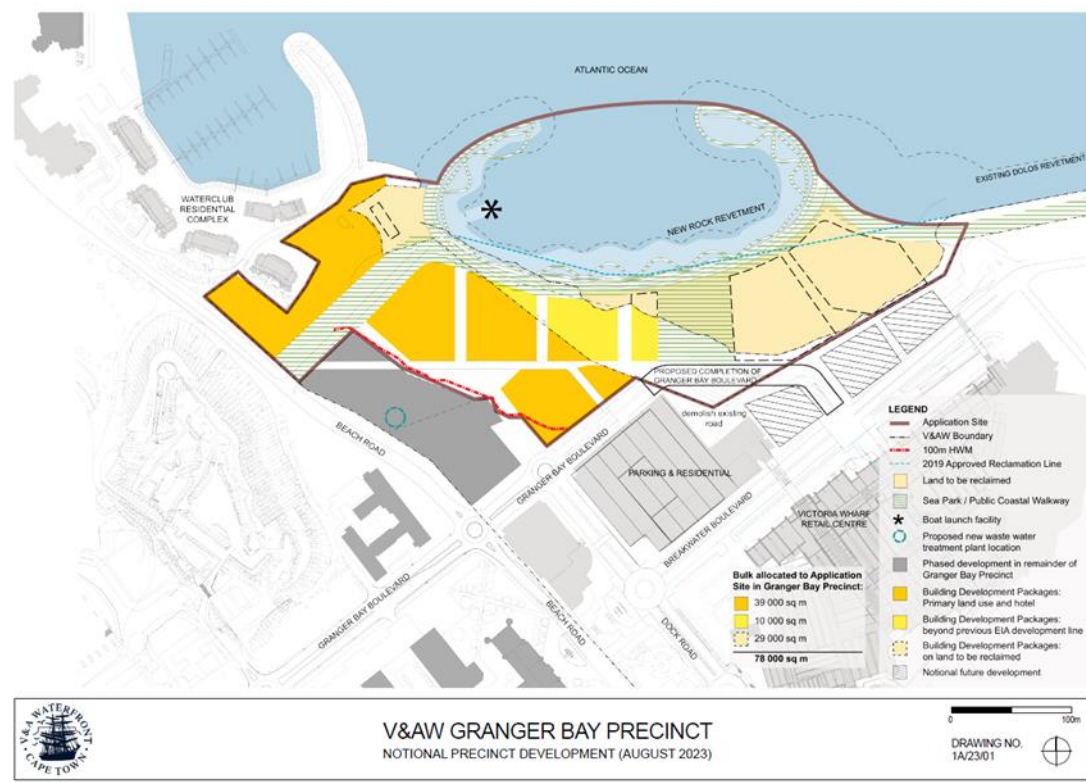 ATLANTIC OCEAN
EXISTING DOLOS REVETMENT
WATERCLUB
RESIDENTIAL
COMPLEX
*
NEW ROCK REVETMENT
PROPOSED COMPLETION OF
GRANGER BAY BOULEVARD
demolish existing
road
BEACH ROAD
GRANGER BAY BOULEVARD
PARKING & RESIDENTIAL
BREAKWATER BOULEVARD
VICTORIA WHARF
RETAIL CENTRE
GRANGER BAY BOULEVARD
BEACH ROAD
DOCK ROAD
Bulk allocated to Application
Site in Granger Bay Precinct:
39 000 sq m
10 000 sq m
29 000 sq m
78 000 sq m
LEGEND
Application Site
V&AW Boundary
100m HWM
2019 Approved Reclamation Line
Land to be reclaimed
Sea Park / Public Coastal Walkway
* Boat launch facility
Proposed new waste water
treatment plant location
Phased development in remainder of
Granger Bay Precinct
Building Development Packages:
Primary land use and hotel
Building Development Packages:
beyond previous EIA development line
Building Development Packages:
on land to be reclaimed
Notional future development
V&A WATERFRONT
CAPE TOWN
V&AW GRANGER BAY PRECINCT
NOTIONAL PRECINCT DEVELOPMENT (AUGUST 2023)
0 100m
DRAWING NO.
1A/23/01